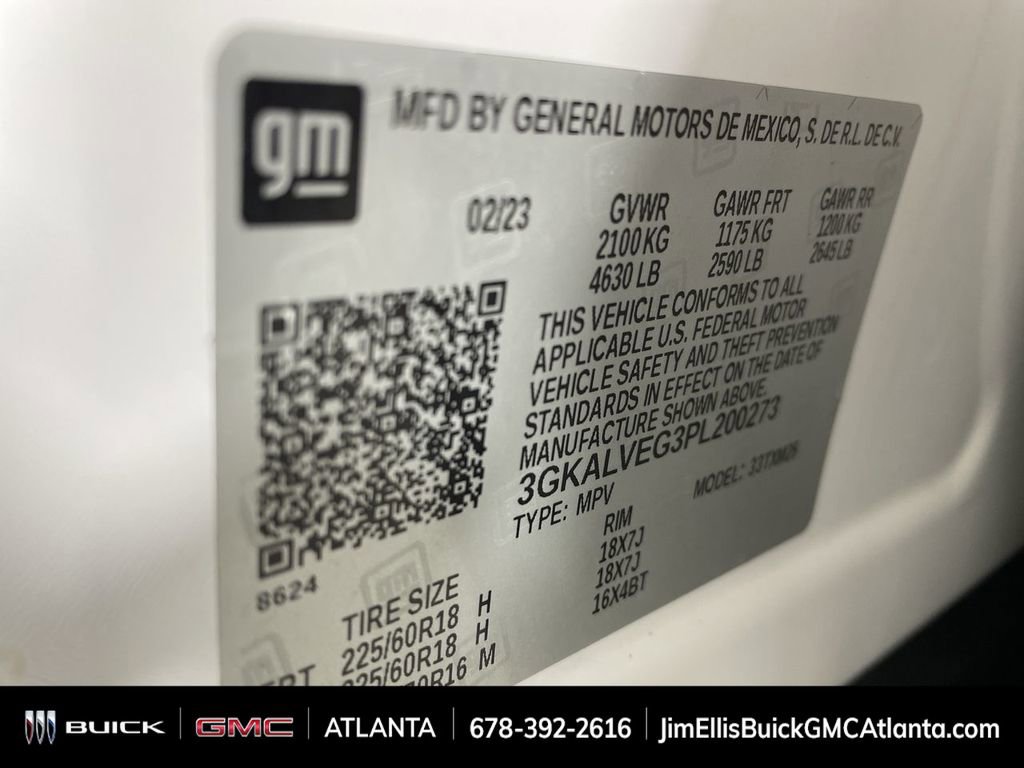 gm
MFD BY GENERAL MOTORS DE MEXICO, S. DE R.L. DE C.V.
02/23
GVWR
2100 KG
4630 LB
GAWR FRT
1175 KG
2590 LB
GAWR RR
1200 KG
2645 LB
THIS VEHICLE CONFORMS TO ALL
APPLICABLE U.S. FEDERAL MOTOR
VEHICLE SAFETY AND THEFT PREVENTION
STANDARDS IN EFFECT ON THE DATE OF
MANUFACTURE SHOWN ABOVE.
3GKALVEG3PL200273
TYPE: MPV MODEL: 33TXM26
8624
TIRE SIZE RIM
225/60R18 H 18X7J
225/60R18 H 18X7J
M 16X4BT
BUICK GMC ATLANTA 678-392-2616 JimEllisBuickGMCAtlanta.com